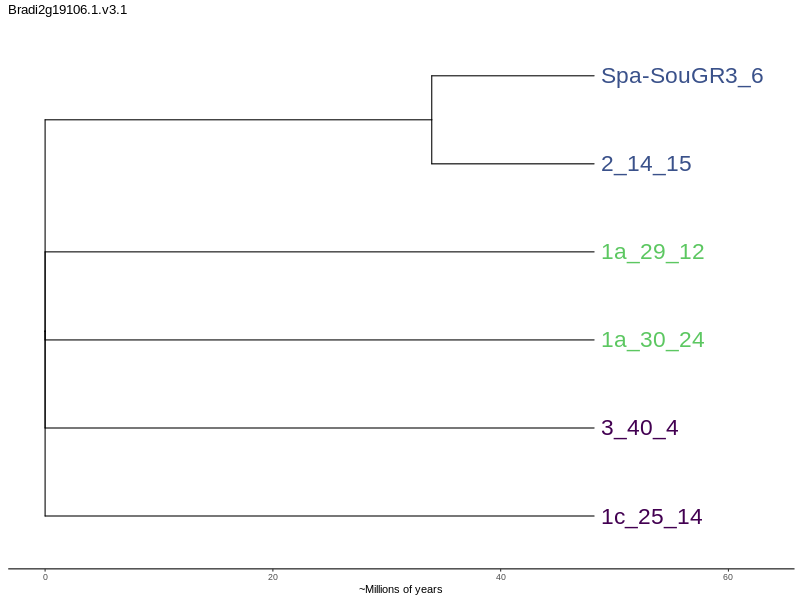 Bradi2g19106.1.v3.1
Spa-SouGR3_6
2_14_15
1a_29_12
1a_30_24
3_40_4
1c_25_14
0 20 40 60
~Millions of years